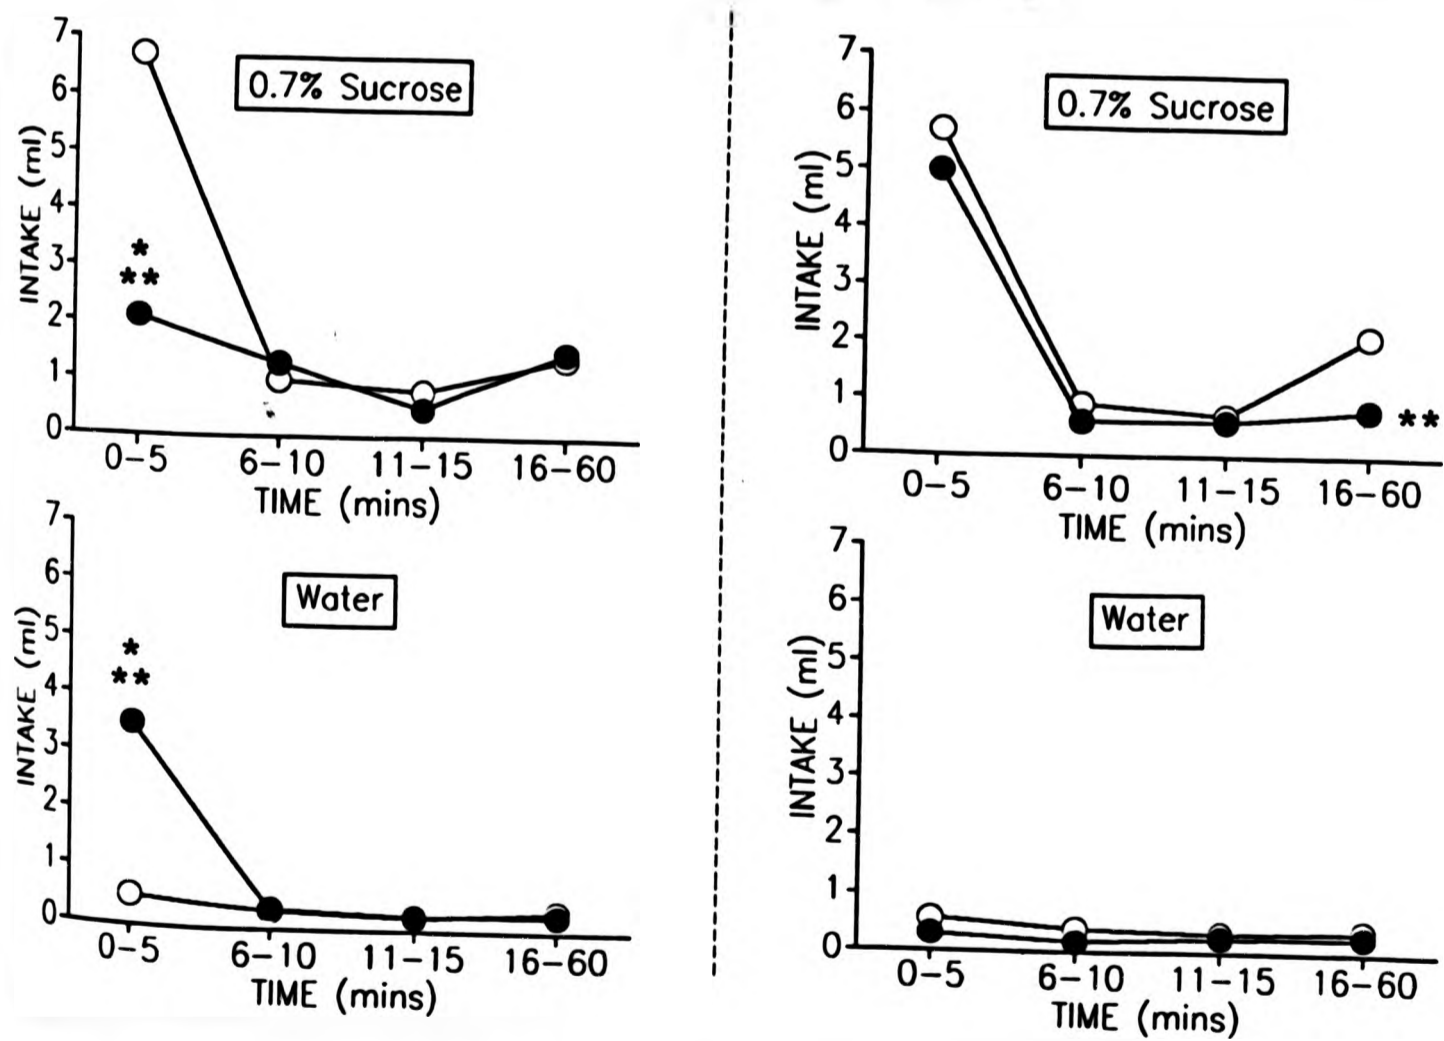 7
6
5
4
3
2
1
0
INTAKE (ml)
0.7% Sucrose
*
**
0–5 6–10 11–15 16–60
TIME (mins)
7
6
5
4
3
2
1
0
INTAKE (ml)
Water
*
**
0–5 6–10 11–15 16–60
TIME (mins)
7
6
5
4
3
2
1
0
INTAKE (ml)
0.7% Sucrose
**
0–5 6–10 11–15 16–60
TIME (mins)
7
6
5
4
3
2
1
0
INTAKE (ml)
Water
0–5 6–10 11–15 16–60
TIME (mins)